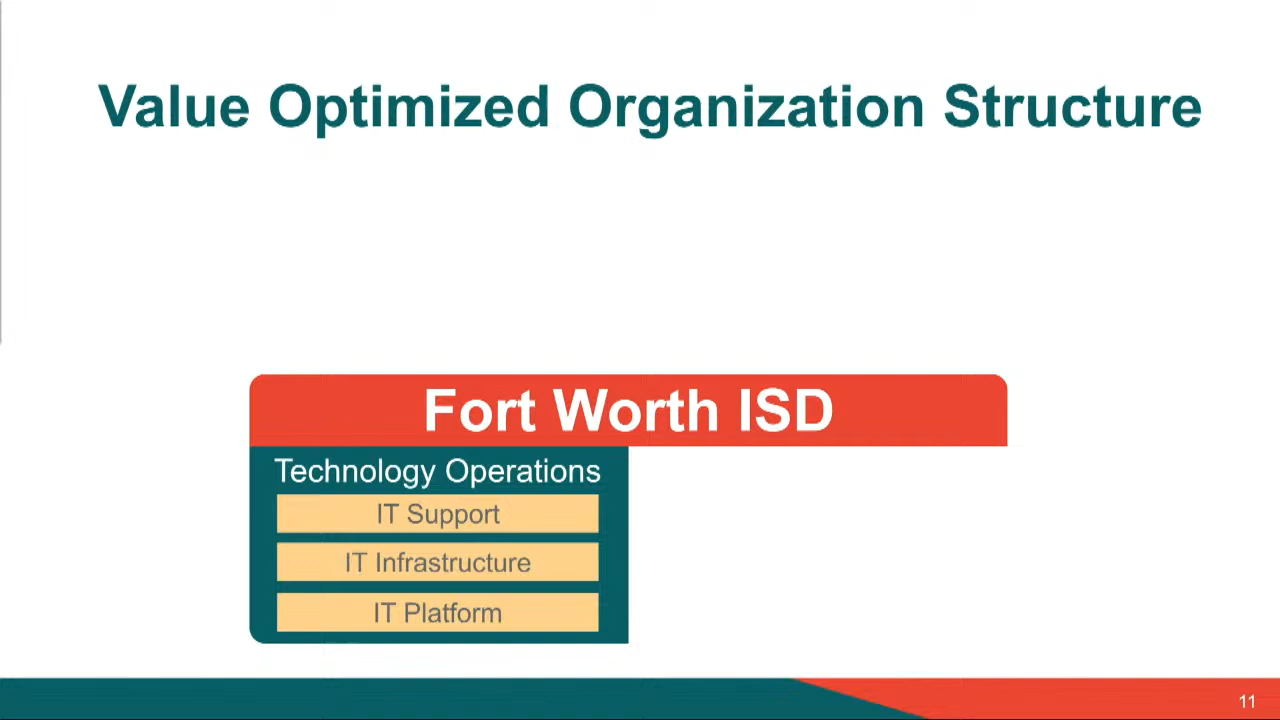 Value Optimized Organization Structure
Fort Worth ISD
Technology Operations
IT Support
IT Infrastructure
IT Platform
11